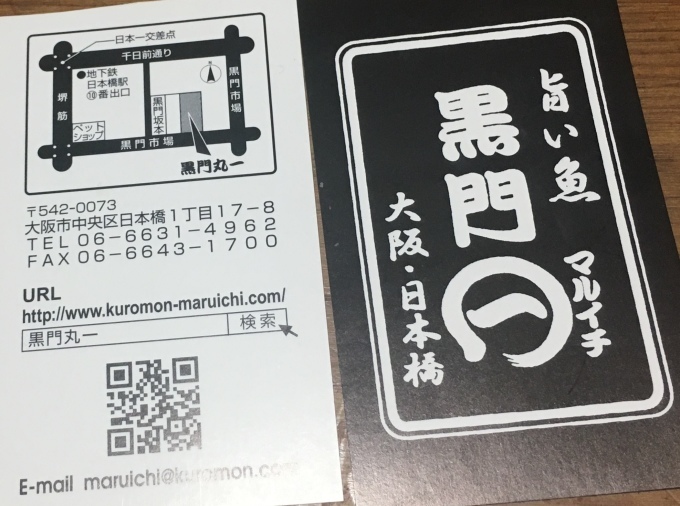 日本一交差点
千日前通り
●地下鉄
日本橋駅
⑩番出口
堺筋
黒門市場
N
ペット
ショップ
黒門坂本
黒門市場
黒門丸一
〒542-0073
大阪市中央区日本橋1丁目17-8
TEL 06-6631-4962
FAX 06-6643-1700
URL
http://www.kuromon-maruichi.com/
黒門丸一 検索
E-mail maruichi@kuromon.com
旨い魚
黒門
一
マルイチ
大阪・日本橋